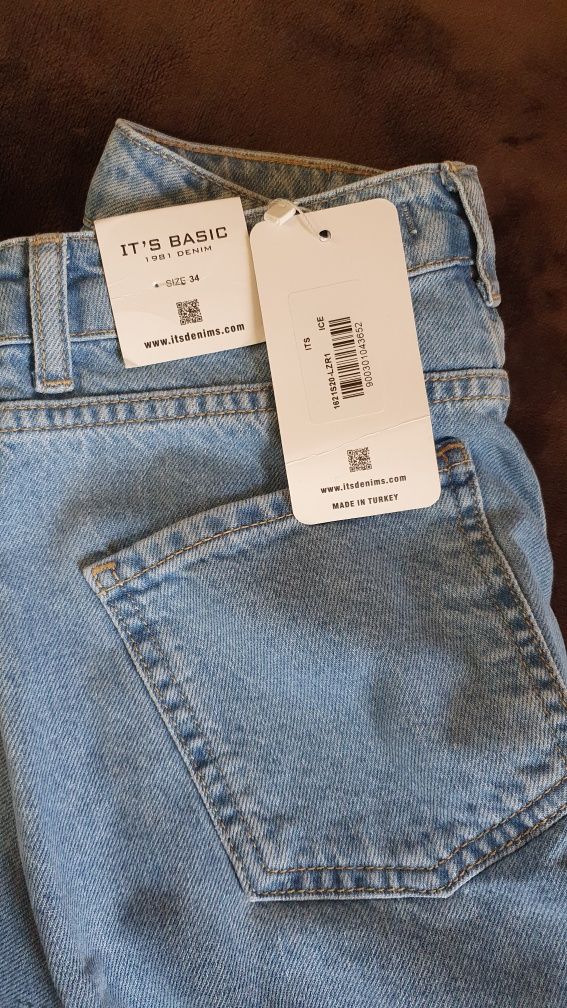 IT'S BASIC
1981 DENIM
SIZE 34
www.itsdenims.com
ITS ICE
1621S20-LZR1
900301043652
www.itsdenims.com
MADE IN TURKEY